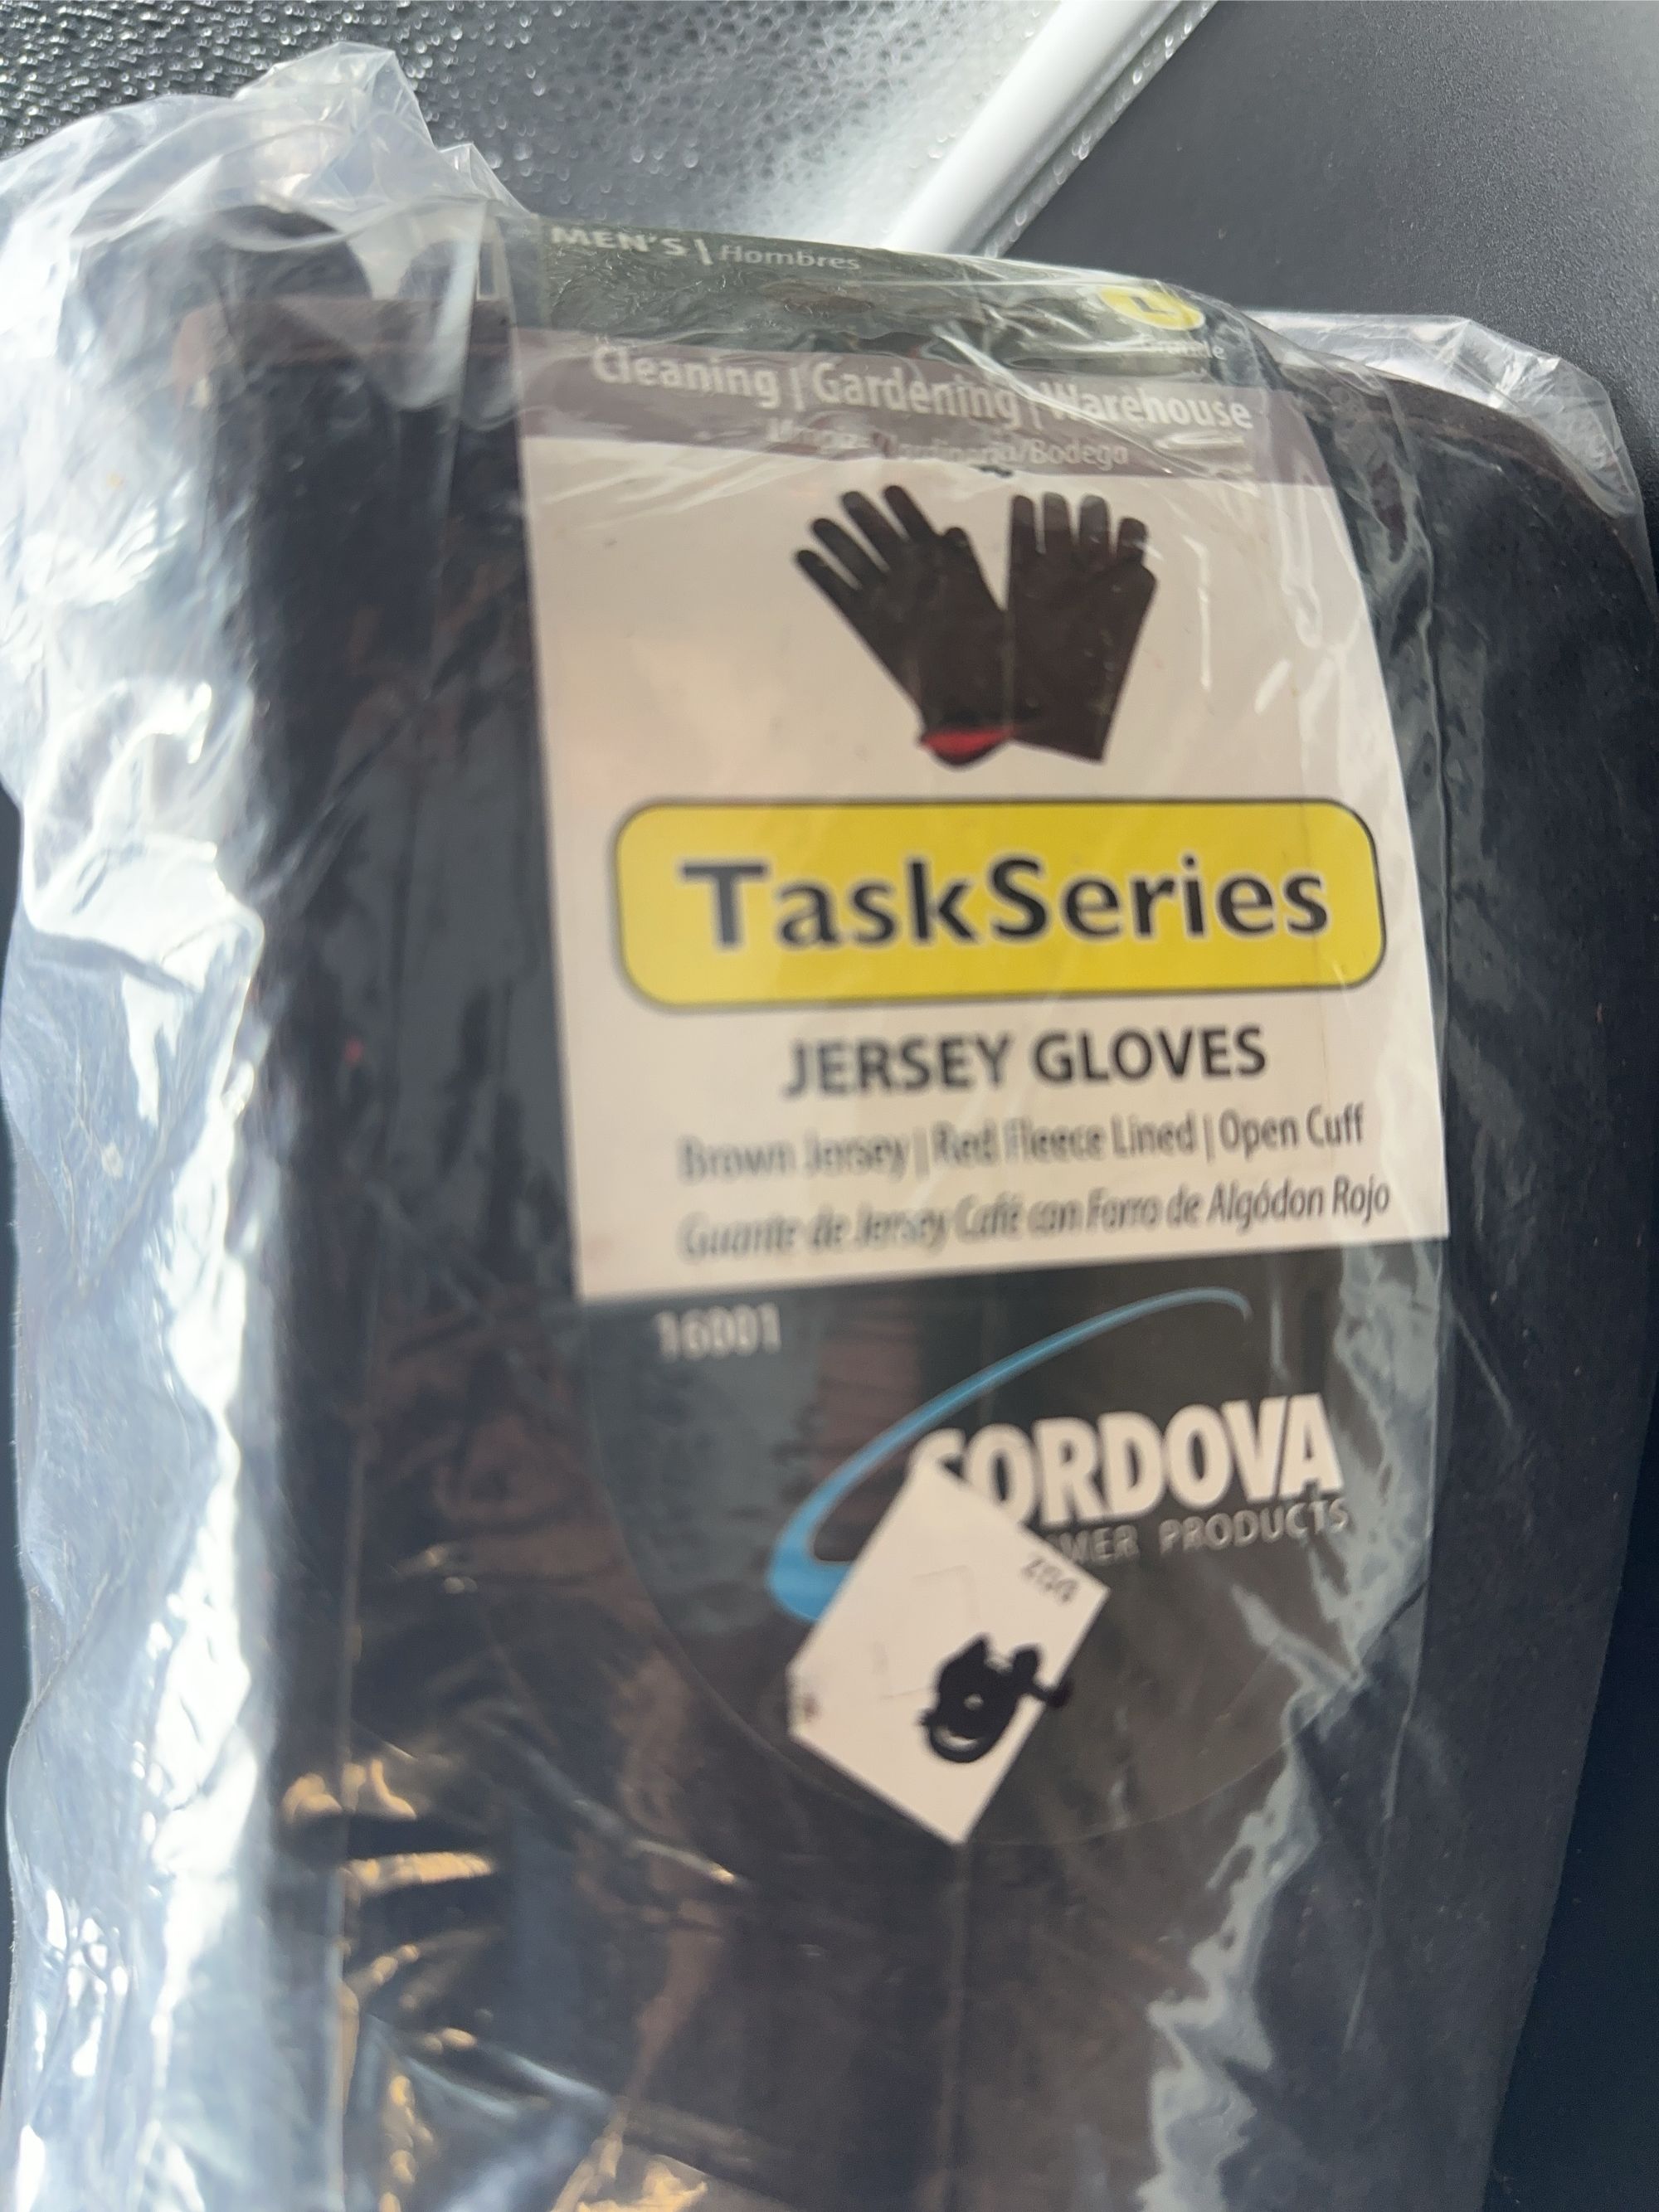 MEN'S | Hombres
L
Cleaning | Gardening | Warehouse
TaskSeries
JERSEY GLOVES
Brown Jersey | Red Fleece Lined | Open Cuff
Guante de Jersey Café con Forro de Algódon Rojo
16001
CORDOVA
PRODUCTS